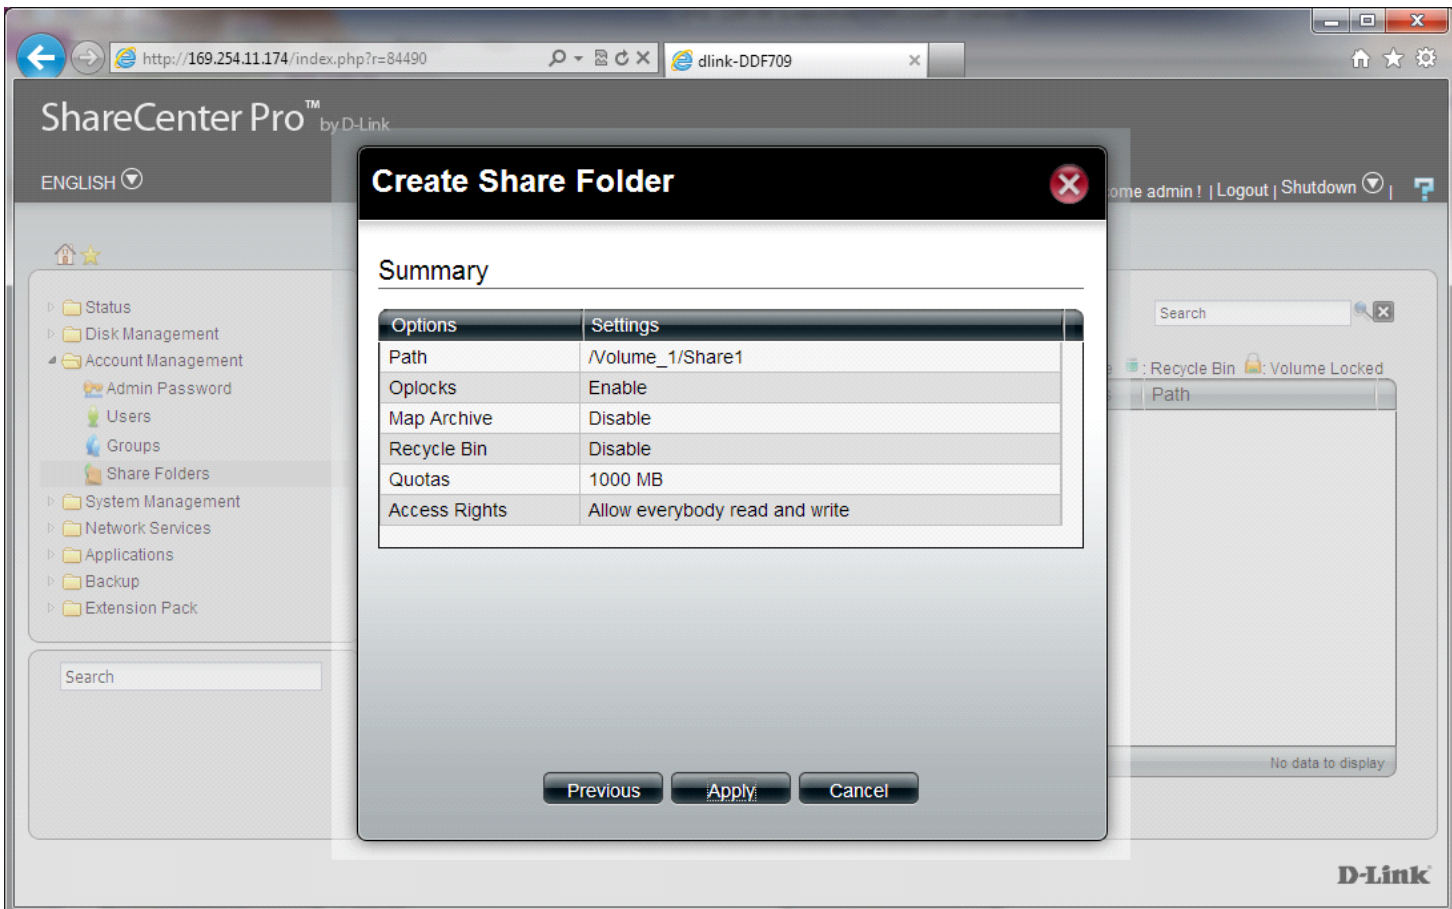 http://169.254.11.174/index.php?r=84490
dlink-DDF709
ShareCenter Pro™ by D-Link
ENGLISH
admin ! | Logout | Shutdown |
Create Share Folder
Summary
Options Settings
Path /Volume_1/Share1
Oplocks Enable
Map Archive Disable
Recycle Bin Disable
Quotas 1000 MB
Access Rights Allow everybody read and write
Previous Apply Cancel
Status
Disk Management
Account Management
Admin Password
Users
Groups
Share Folders
System Management
Network Services
Applications
Backup
Extension Pack
Search
Search
: Recycle Bin : Volume Locked
Path
No data to display
D-Link